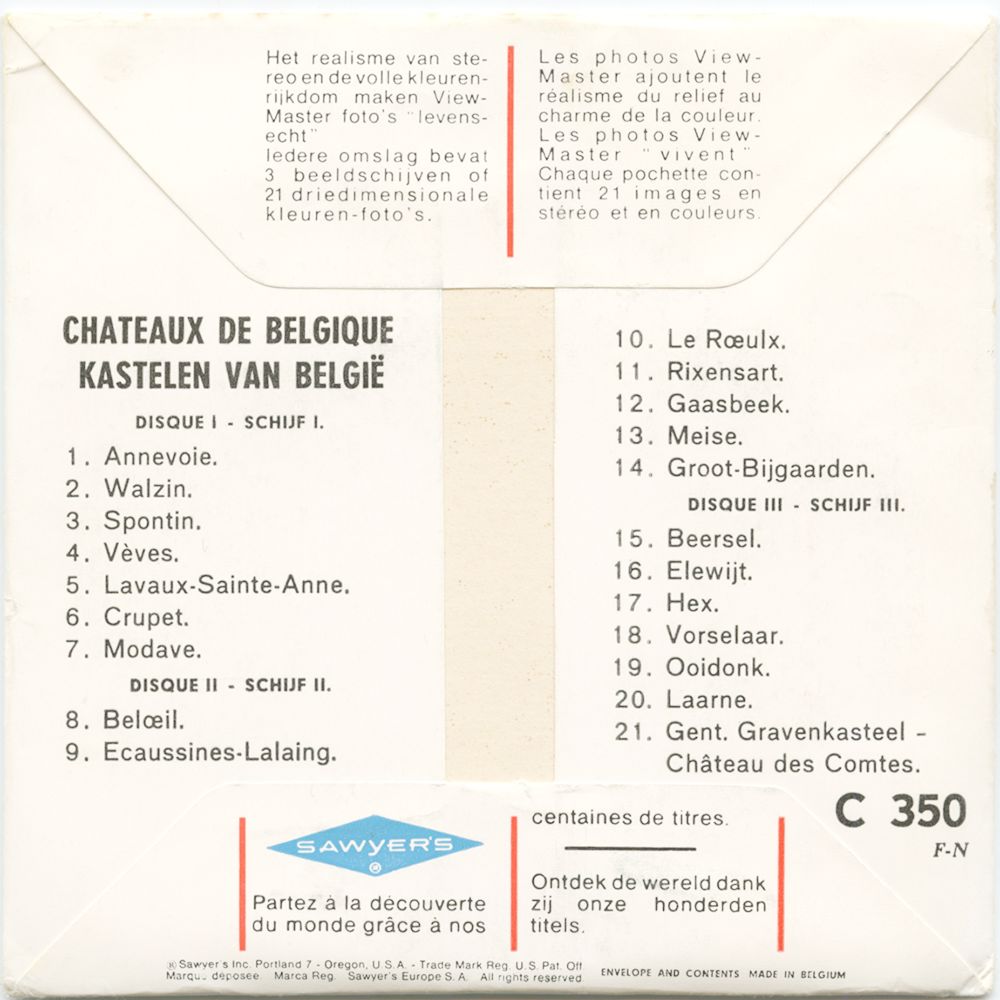 Het realisme van ste-
reo en de volle kleuren-
rijkdom maken View-
Master foto's "levens-
echt"
Iedere omslag bevat
3 beeldschijven of
21 driedimensionale
kleuren-foto's.
Les photos View-
Master ajoutent le
réalisme du relief au
charme de la couleur.
Les photos View-
Master "vivent"
Chaque pochette con-
tient 21 images en
stéréo et en couleurs.
CHATEAUX DE BELGIQUE
KASTELEN VAN BELGIË
DISQUE I - SCHIJF I.
1. Annevoie.
2. Walzin.
3. Spontin.
4. Vèves.
5. Lavaux-Sainte-Anne.
6. Crupet.
7. Modave.
DISQUE II - SCHIJF II.
8. Belœil.
9. Ecaussines-Lalaing.
10. Le Rœulx.
11. Rixensart.
12. Gaasbeek.
13. Meise.
14. Groot-Bijgaarden.
DISQUE III - SCHIJF III.
15. Beersel.
16. Elewijt.
17. Hex.
18. Vorselaar.
19. Ooidonk.
20. Laarne.
21. Gent. Gravenkasteel –
Château des Comtes.
C 350
F-N
SAWYER'S
®
Partez à la découverte
du monde grâce à nos
centaines de titres.
Ontdek de wereld dank
zij onze honderden
titels.
® Sawyer's Inc. Portland 7 - Oregon, U.S.A. - Trade Mark Reg. U.S. Pat. Off
Marque déposée. Marca Reg. Sawyer's Europe S.A. All rights reserved
ENVELOPE AND CONTENTS MADE IN BELGIUM